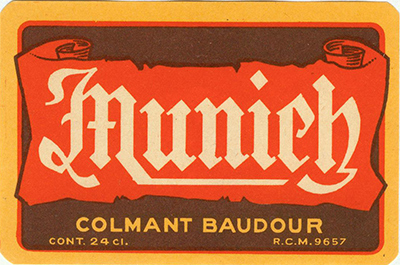 Munich
COLMANT BAUDOUR
CONT. 24 cl.
R.C.M. 9657